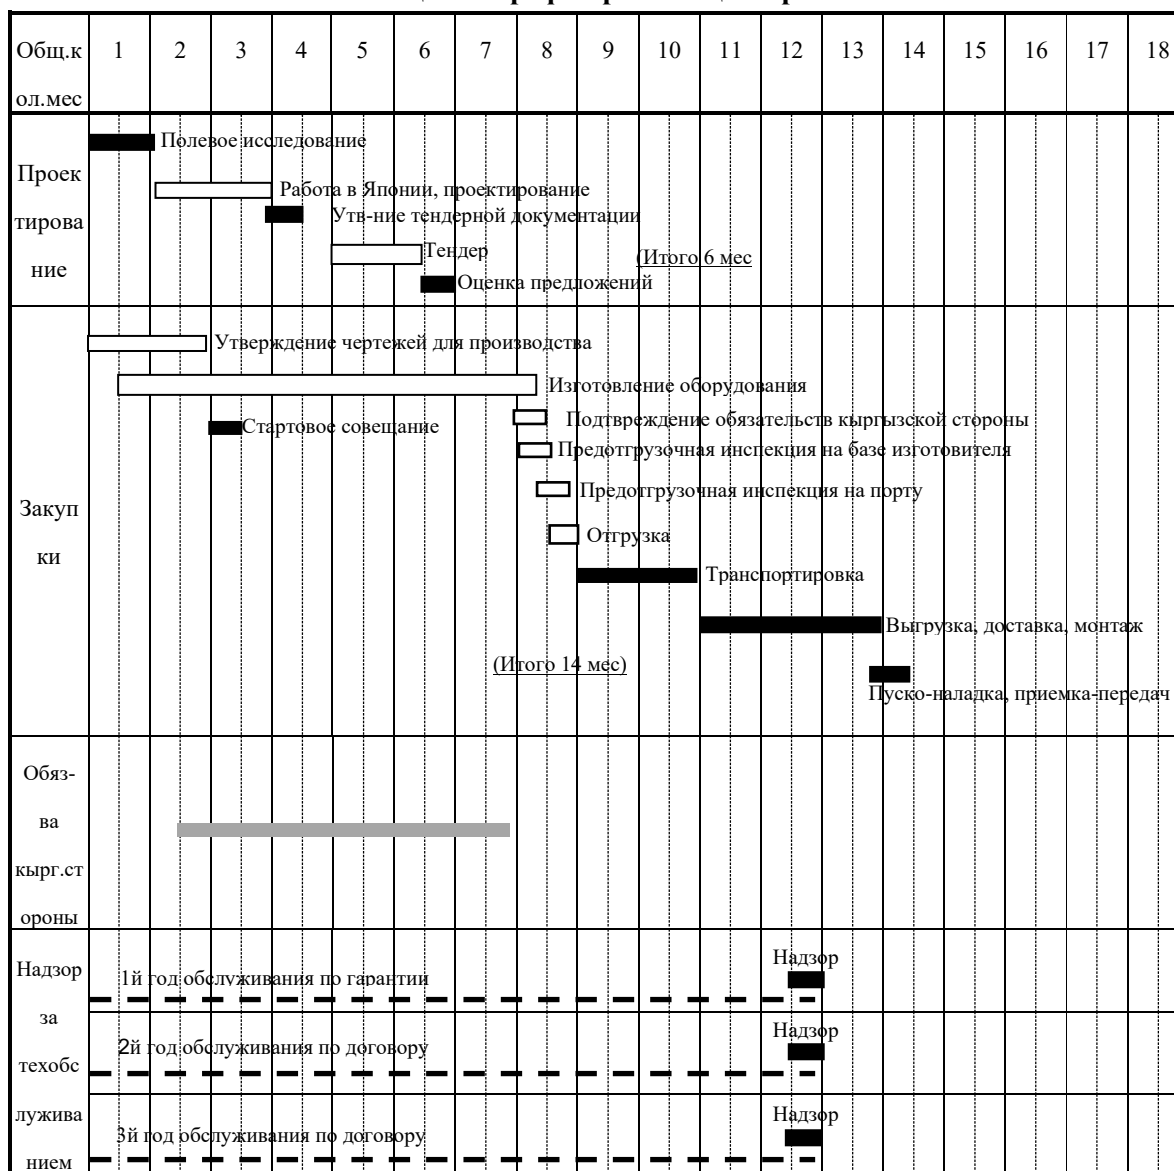 Общ.к 1 2 3 4 5 6 7 8 9 10 11 12 13 14 15 16 17 18
ол.мес
Проек
тирова
ние
Полевое исследование
Работа в Японии, проектирование
Утв-ние тендерной документации
Тендер
(Итого 6 мес
Оценка предложений
Закуп
ки
Утверждение чертежей для производства
Изготовление оборудования
Подтвреждение обязательств кыргызской стороны
Стартовое совещание
Предотгрузочная инспекция на базе изготовителя
Предотгрузочная инспекция на порту
Отгрузка
Транспортировка
Выгрузка, доставка, монтаж
(Итого 14 мес)
Пуско-наладка, приемка-передач
Обяз-
ва
кырг.ст
ороны
Надзор
за
техобс
лужива
нием
Надзор
1й год обслуживания по гарантии
Надзор
2й год обслуживания по договору
Надзор
3й год обслуживания по договору